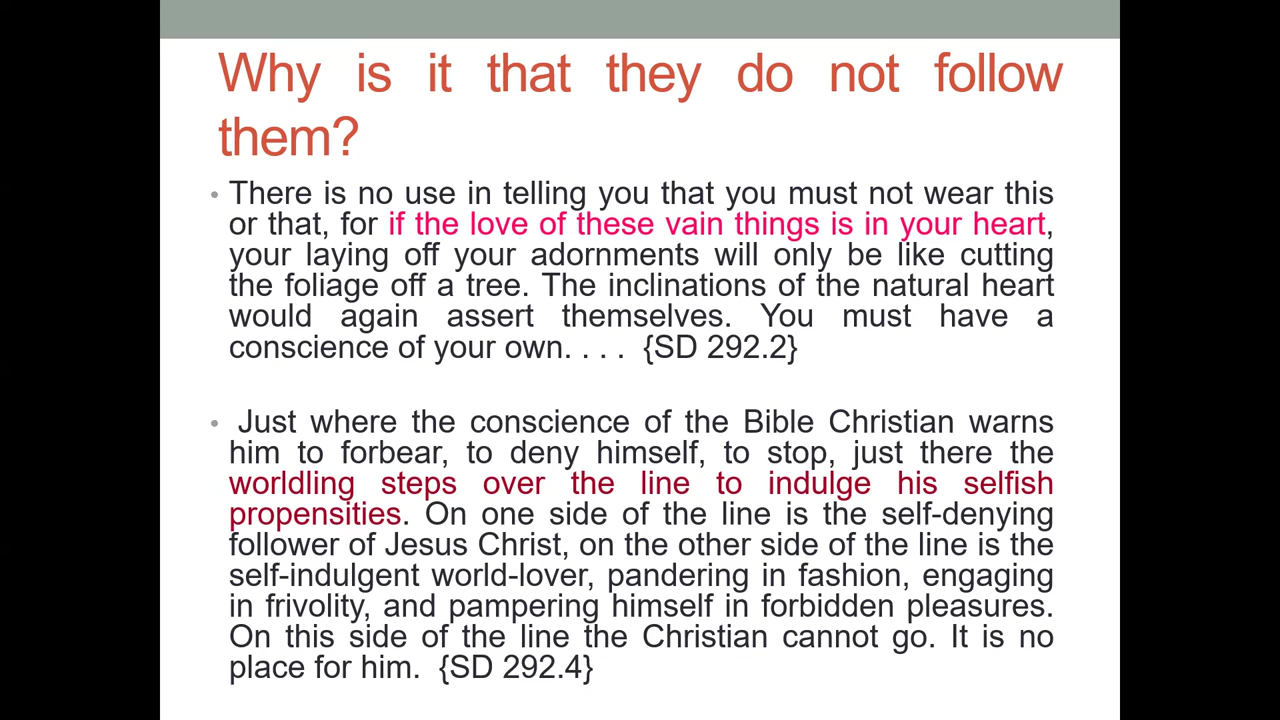 Why is it that they do not follow
them?
• There is no use in telling you that you must not wear this
or that, for if the love of these vain things is in your heart,
your laying off your adornments will only be like cutting
the foliage off a tree. The inclinations of the natural heart
would again assert themselves. You must have a
conscience of your own. . . . {SD 292.2}
• Just where the conscience of the Bible Christian warns
him to forbear, to deny himself, to stop, just there the
worldling steps over the line to indulge his selfish
propensities. On one side of the line is the self-denying
follower of Jesus Christ, on the other side of the line is the
self-indulgent world-lover, pandering in fashion, engaging
in frivolity, and pampering himself in forbidden pleasures.
On this side of the line the Christian cannot go. It is no
place for him. {SD 292.4}